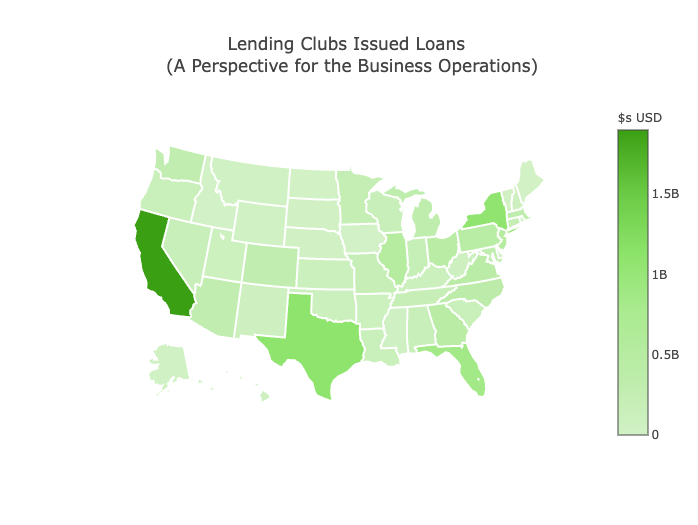 Lending Clubs Issued Loans
(A Perspective for the Business Operations)
$s USD
1.5B
1B
0.5B
0